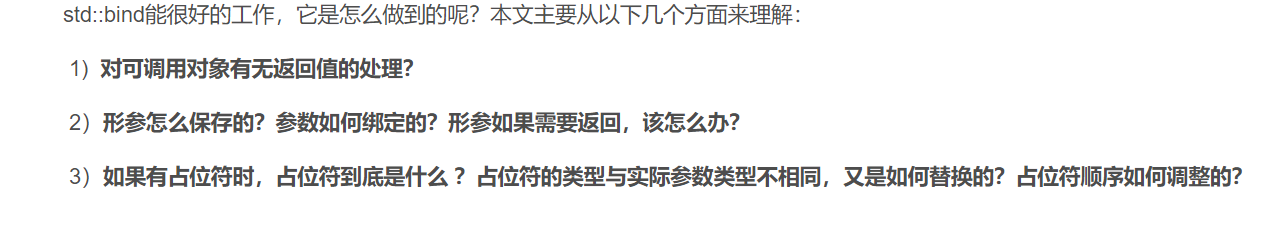 std::bind能很好的工作，它是怎么做到的呢？本文主要从以下几个方面来理解：
1）对可调用对象有无返回值的处理？
2）形参怎么保存的？参数如何绑定的？形参如果需要返回，该怎么办？
3）如果有占位符时，占位符到底是什么 ？占位符的类型与实际参数类型不相同，又是如何替换的？占位符顺序如何调整的？